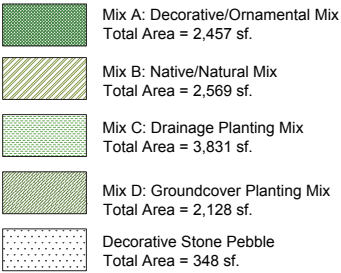 Mix A: Decorative/Ornamental Mix
Total Area = 2,457 sf.
Mix B: Native/Natural Mix
Total Area = 2,569 sf.
Mix C: Drainage Planting Mix
Total Area = 3,831 sf.
Mix D: Groundcover Planting Mix
Total Area = 2,128 sf.
Decorative Stone Pebble
Total Area = 348 sf.